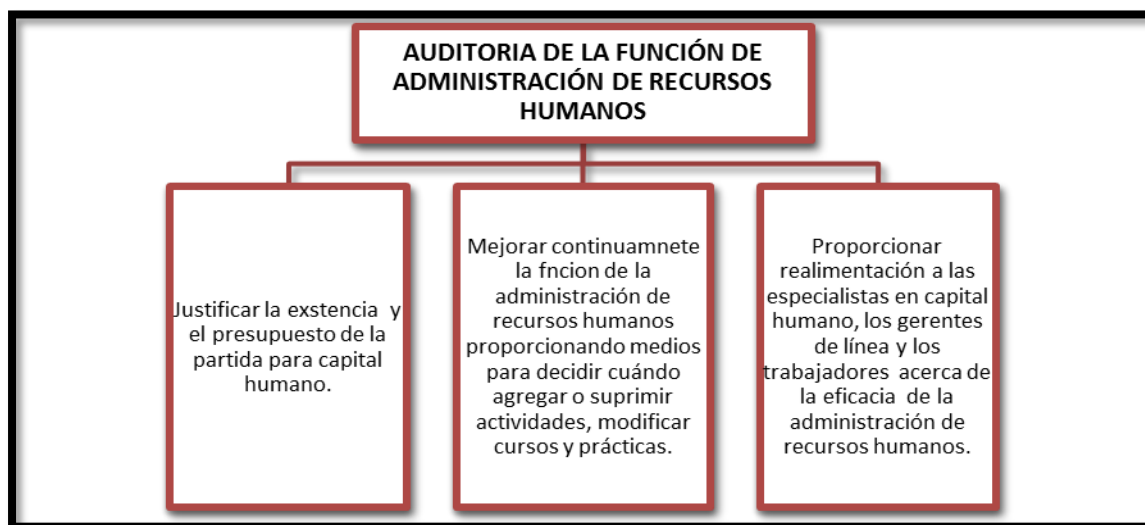 AUDITORIA DE LA FUNCIÓN DE
ADMINISTRACIÓN DE RECURSOS
HUMANOS
Justificar la exstencia y
el presupuesto de la
partida para capital
humano.
Mejorar continuamnete
la fncion de la
administración de
recursos humanos
proporcionando medios
para decidir cuándo
agregar o suprimir
actividades, modificar
cursos y prácticas.
Proporcionar
realimentación a las
especialistas en capital
humano, los gerentes
de línea y los
trabajadores acerca de
la eficacia de la
administración de
recursos humanos.